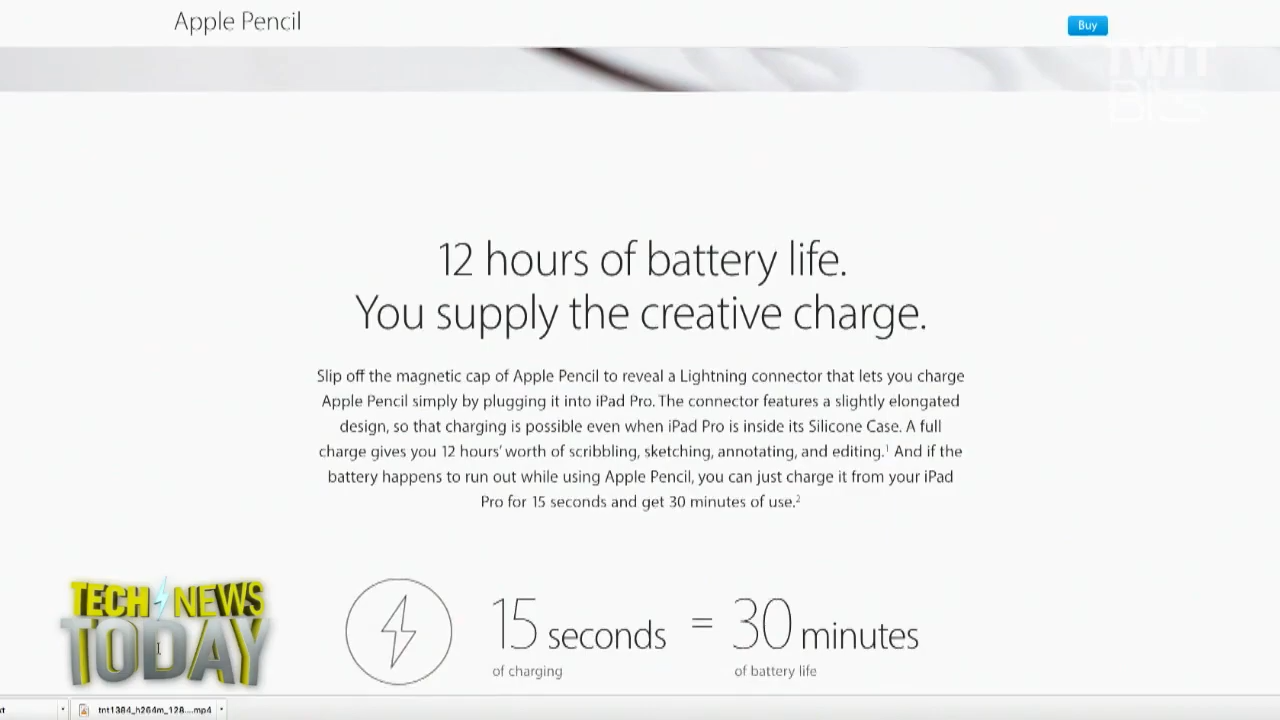 Apple Pencil
Buy
TWiT
Bits
12 hours of battery life.
You supply the creative charge.
Slip off the magnetic cap of Apple Pencil to reveal a Lightning connector that lets you charge
Apple Pencil simply by plugging it into iPad Pro. The connector features a slightly elongated
design, so that charging is possible even when iPad Pro is inside its Silicone Case. A full
charge gives you 12 hours’ worth of scribbling, sketching, annotating, and editing.¹ And if the
battery happens to run out while using Apple Pencil, you can just charge it from your iPad
Pro for 15 seconds and get 30 minutes of use.²
TECH NEWS
TODAY
15 seconds = 30 minutes
of charging of battery life
tnt1384_h264m_128....mp4